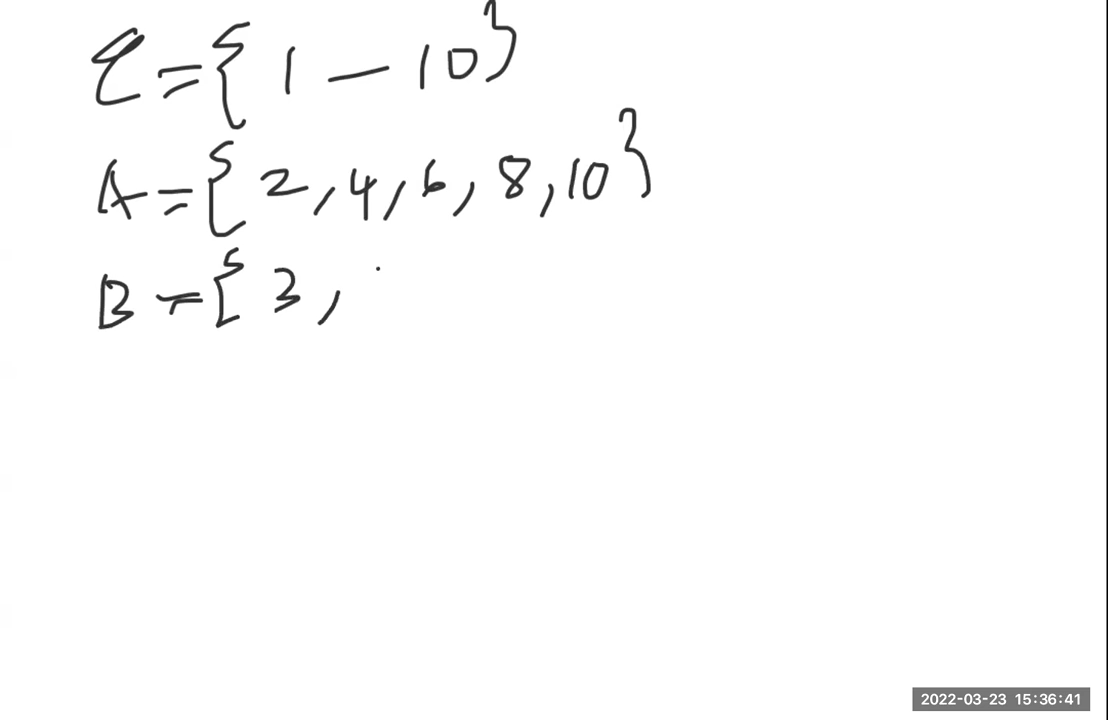 ξ = { 1 — 10 }
A = { 2 , 4 , 6 , 8 , 10 }
B = { 3 ,
2022-03-23 15:36:41